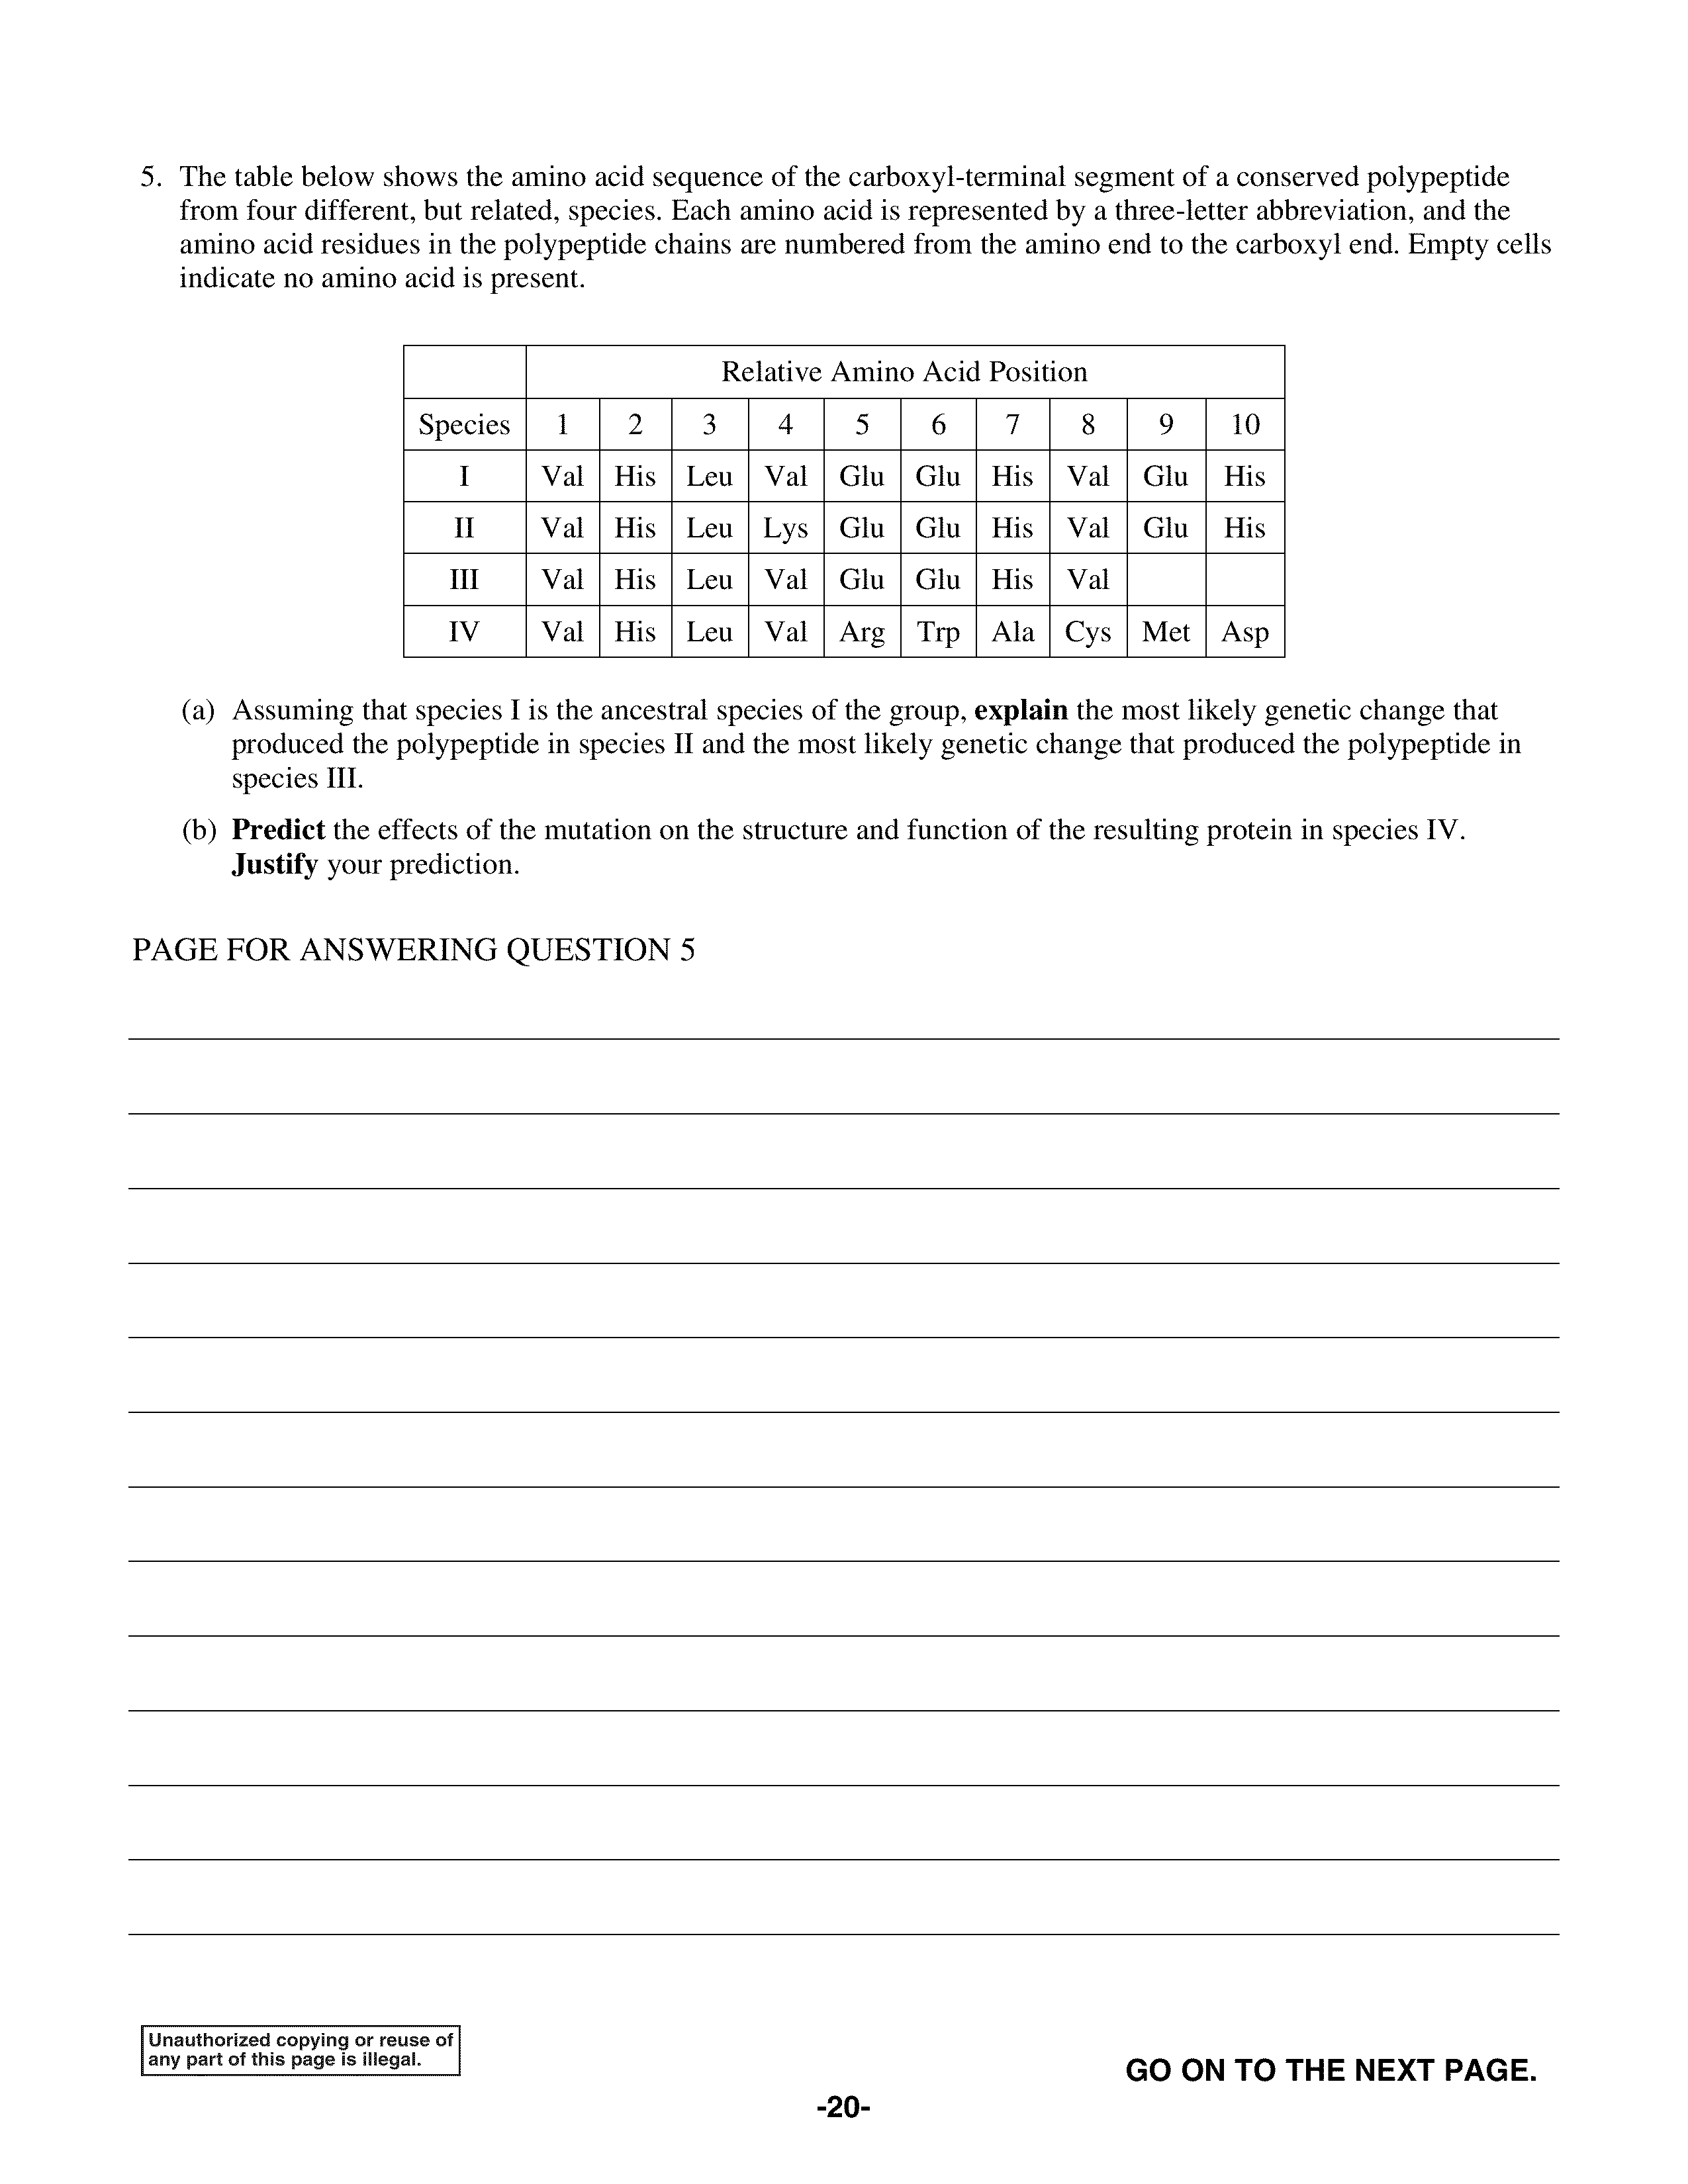 5. The table below shows the amino acid sequence of the carboxyl-terminal segment of a conserved polypeptide
from four different, but related, species. Each amino acid is represented by a three-letter abbreviation, and the
amino acid residues in the polypeptide chains are numbered from the amino end to the carboxyl end. Empty cells
indicate no amino acid is present.
Relative Amino Acid Position
Species 1 2 3 4 5 6 7 8 9 10
I Val His Leu Val Glu Glu His Val Glu His
II Val His Leu Lys Glu Glu His Val Glu His
III Val His Leu Val Glu Glu His Val
IV Val His Leu Val Arg Trp Ala Cys Met Asp
(a) Assuming that species I is the ancestral species of the group, explain the most likely genetic change that
produced the polypeptide in species II and the most likely genetic change that produced the polypeptide in
species III.
(b) Predict the effects of the mutation on the structure and function of the resulting protein in species IV.
Justify your prediction.
PAGE FOR ANSWERING QUESTION 5
Unauthorized copying or reuse of
any part of this page is illegal.
GO ON TO THE NEXT PAGE.
-20-